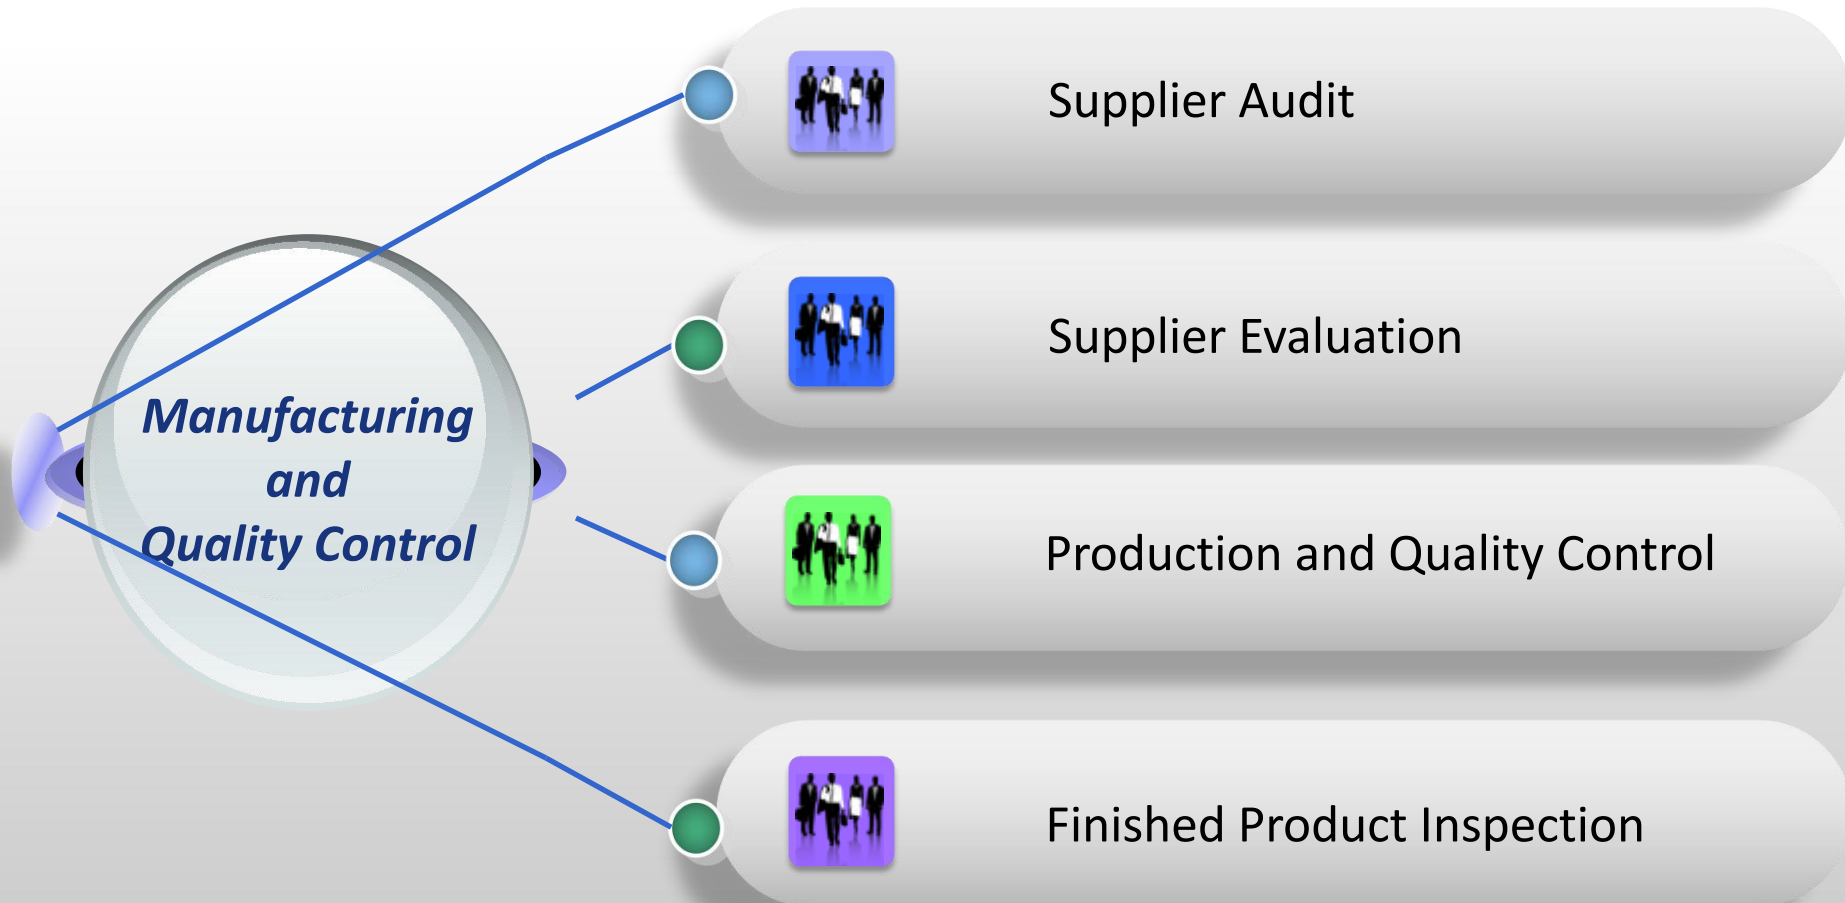 Manufacturing
and
Quality Control
Supplier Audit
Supplier Evaluation
Production and Quality Control
Finished Product Inspection